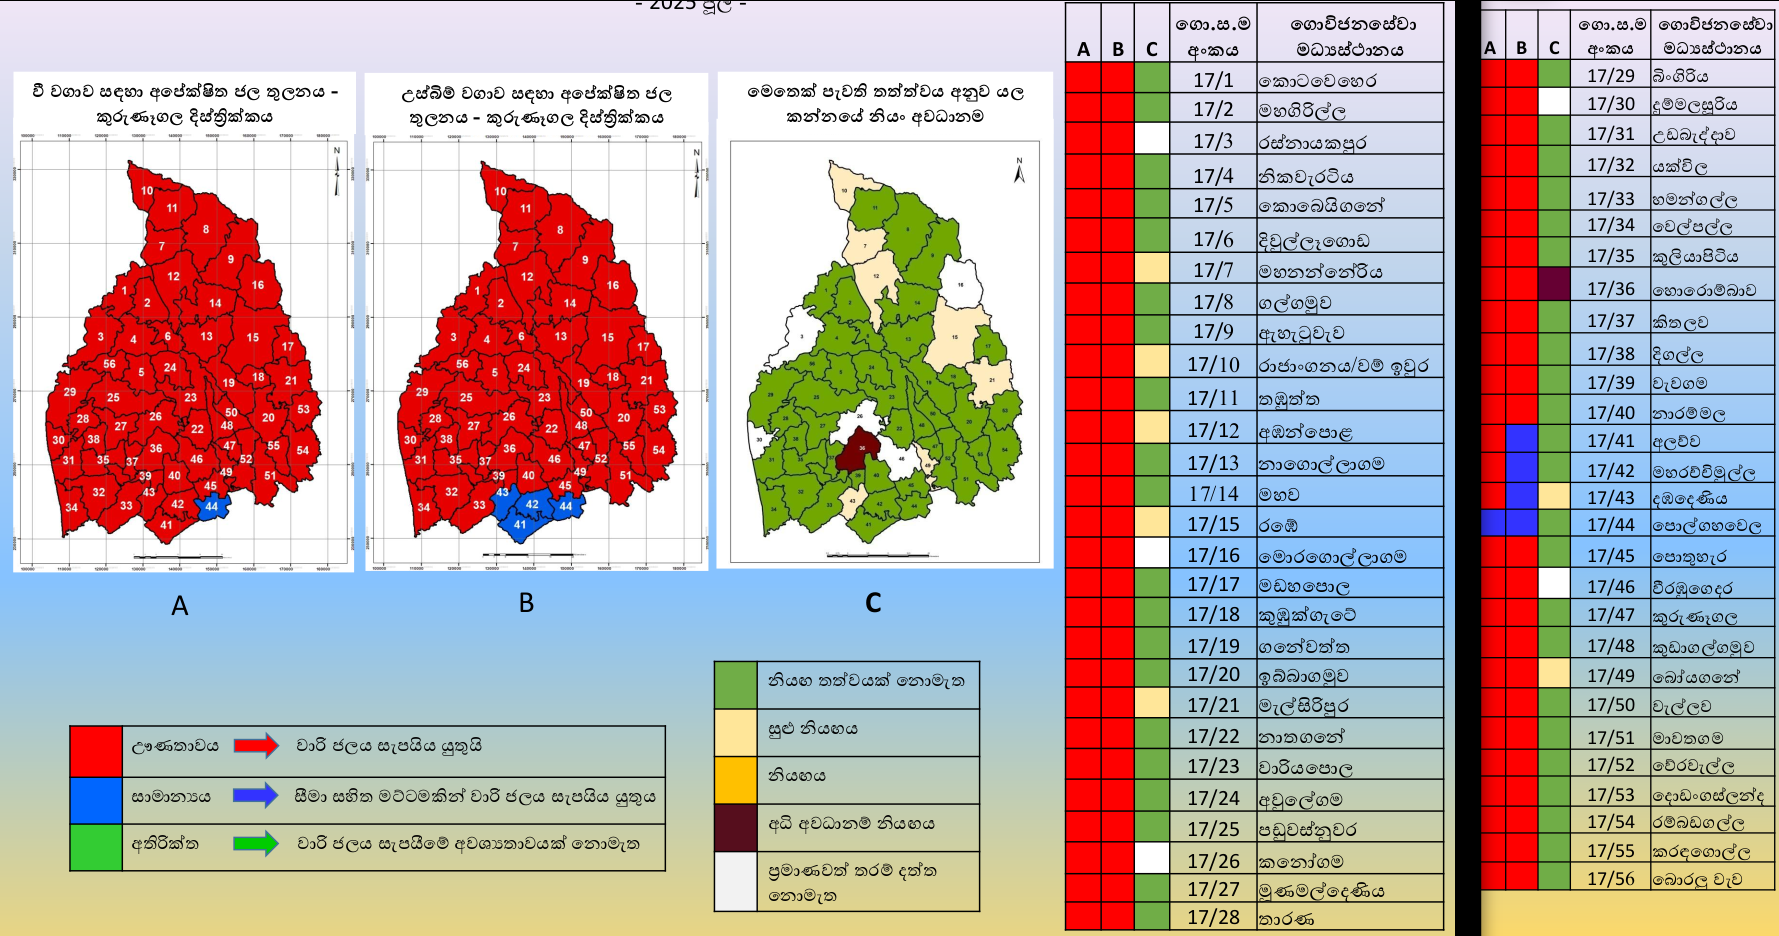 - 2025 ජූලි -
වී වගාව සඳහා අපේක්ෂිත ජල තුලනය –
කුරුණෑගල දිස්ත්‍රික්කය
උස්බිම් වගාව සඳහා අපේක්ෂිත ජල
තුලනය – කුරුණෑගල දිස්ත්‍රික්කය
මෙතෙක් පැවති තත්ත්වය අනුව යල
කන්නයේ නියං අවධානම
A
B
C
ඌණතාවය වාරි ජලය සැපයිය යුතුයි
සාමාන්‍යය සීමා සහිත මට්ටමකින් වාරි ජලය සැපයිය යුතුය
අතිරික්ත වාරි ජලය සැපයීමේ අවශ්‍යතාවයක් නොමැත
නියඟ තත්වයක් නොමැත
සුළු නියඟය
නියඟය
අධි අවධානම් නියඟය
ප්‍රමාණවත් තරම් දත්ත
නොමැත
A B C ගො.ස.ම අංකය ගොවිජනසේවා මධ්‍යස්ථානය
17/1 කොටවෙහෙර
17/2 මහගිරිල්ල
17/3 රස්නායකපුර
17/4 නිකවැරටිය
17/5 කොබෙයිගනේ
17/6 දිවුල්ලෑගොඩ
17/7 මහනන්නේරිය
17/8 ගල්ගමුව
17/9 ඇහැටුවැව
17/10 රාජාංගනය/වම් ඉවුර
17/11 තඹුත්ත
17/12 අඹන්පොළ
17/13 නාගොල්ලාගම
17/14 මහව
17/15 රඹේ
17/16 මොරගොල්ලාගම
17/17 මඩහපොල
17/18 කුඹුක්ගැටේ
17/19 ගනේවත්ත
17/20 ඉබ්බාගමුව
17/21 මැල්සිරිපුර
17/22 නාතගනේ
17/23 වාරියපොල
17/24 අවුලේගම
17/25 පඩුවස්නුවර
17/26 කනෝගම
17/27 මූණමල්දෙණිය
17/28 තාරණ
A B C ගො.ස.ම අංකය ගොවිජනසේවා මධ්‍යස්ථානය
17/29 බිංගිරිය
17/30 දුම්මලසූරිය
17/31 උඩබැද්දාව
17/32 යක්විල
17/33 හමන්ගල්ල
17/34 වෙල්පල්ල
17/35 කුලියාපිටිය
17/36 හොරොම්බාව
17/37 කිතලව
17/38 දිගල්ල
17/39 වැවගම
17/40 නාරම්මල
17/41 අලව්ව
17/42 මහරච්චිමුල්ල
17/43 දඹදෙණිය
17/44 පොල්ගහවෙල
17/45 පොතුහැර
17/46 වීරඹුගෙදර
17/47 කුරුණෑගල
17/48 කුඩාගල්ගමුව
17/49 බෝයගනේ
17/50 වැල්ලව
17/51 මාවතගම
17/52 වේරවැල්ල
17/53 දොඩංගස්ලන්ද
17/54 රම්බඩගල්ල
17/55 කරඳගොල්ල
17/56 බොරලු වැව